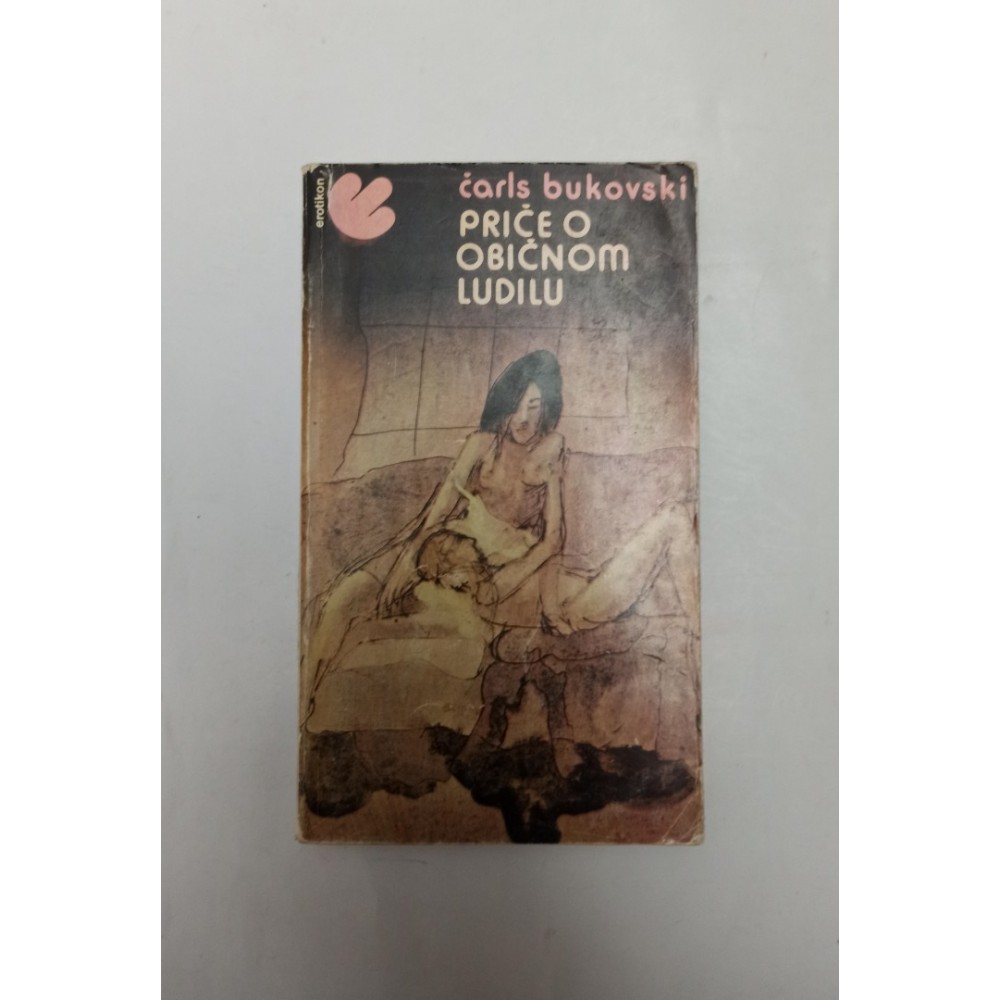 erotikon
čarls bukovski
PRIČE O
OBIČNOM
LUDILU